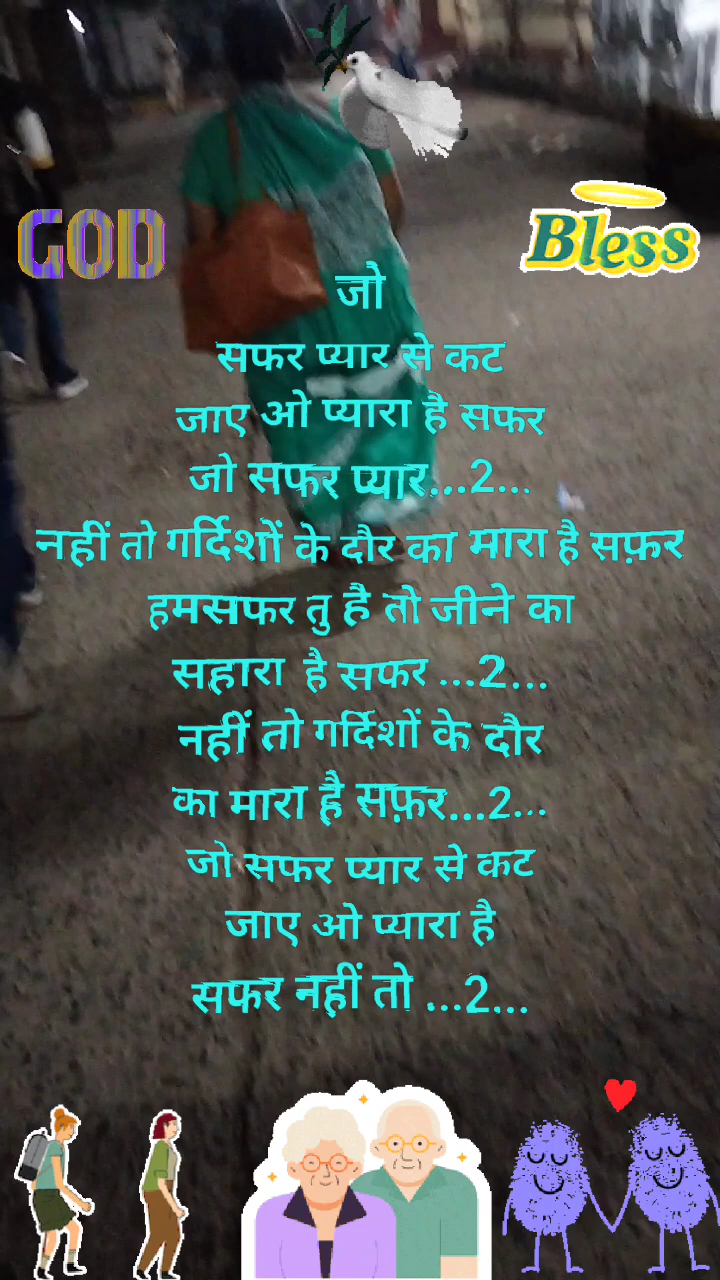 GOD
Bless
जो
सफर प्यार से कट
जाए ओ प्यारा है सफर
जो सफर प्यार...2...
नहीं तो गर्दिशों के दौर का मारा है सफ़र
हमसफर तु है तो जीने का
सहारा है सफर ...2...
नहीं तो गर्दिशों के दौर
का मारा है सफ़र...2...
जो सफर प्यार से कट
जाए ओ प्यारा है
सफर नहीं तो ...2...